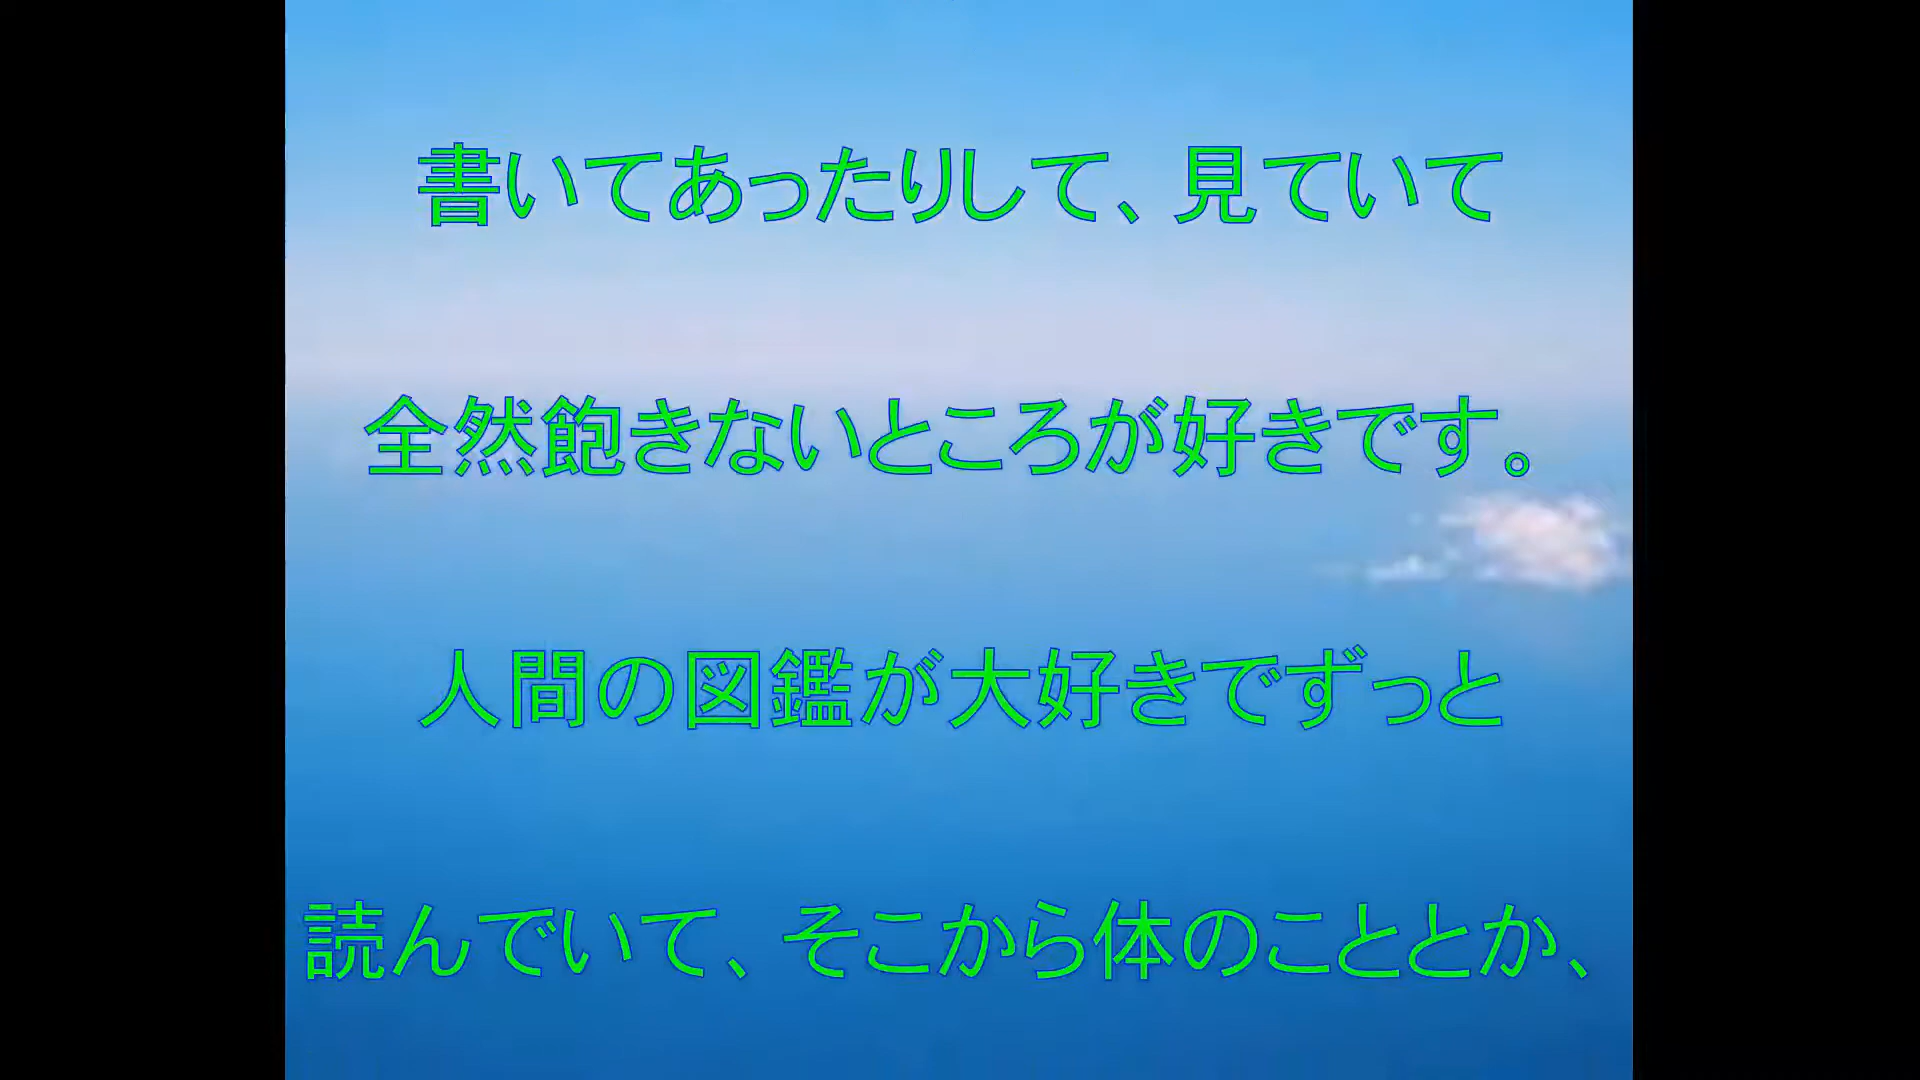 書いてあったりして、見ていて
全然飽きないところが好きです。
人間の図鑑が大好きでずっと
読んでいて、そこから体のこととか、